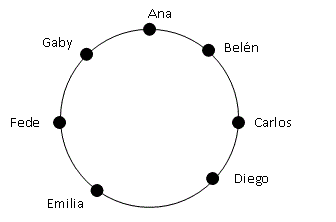 Ana
Gaby
Belén
Fede
Carlos
Diego
Emilia